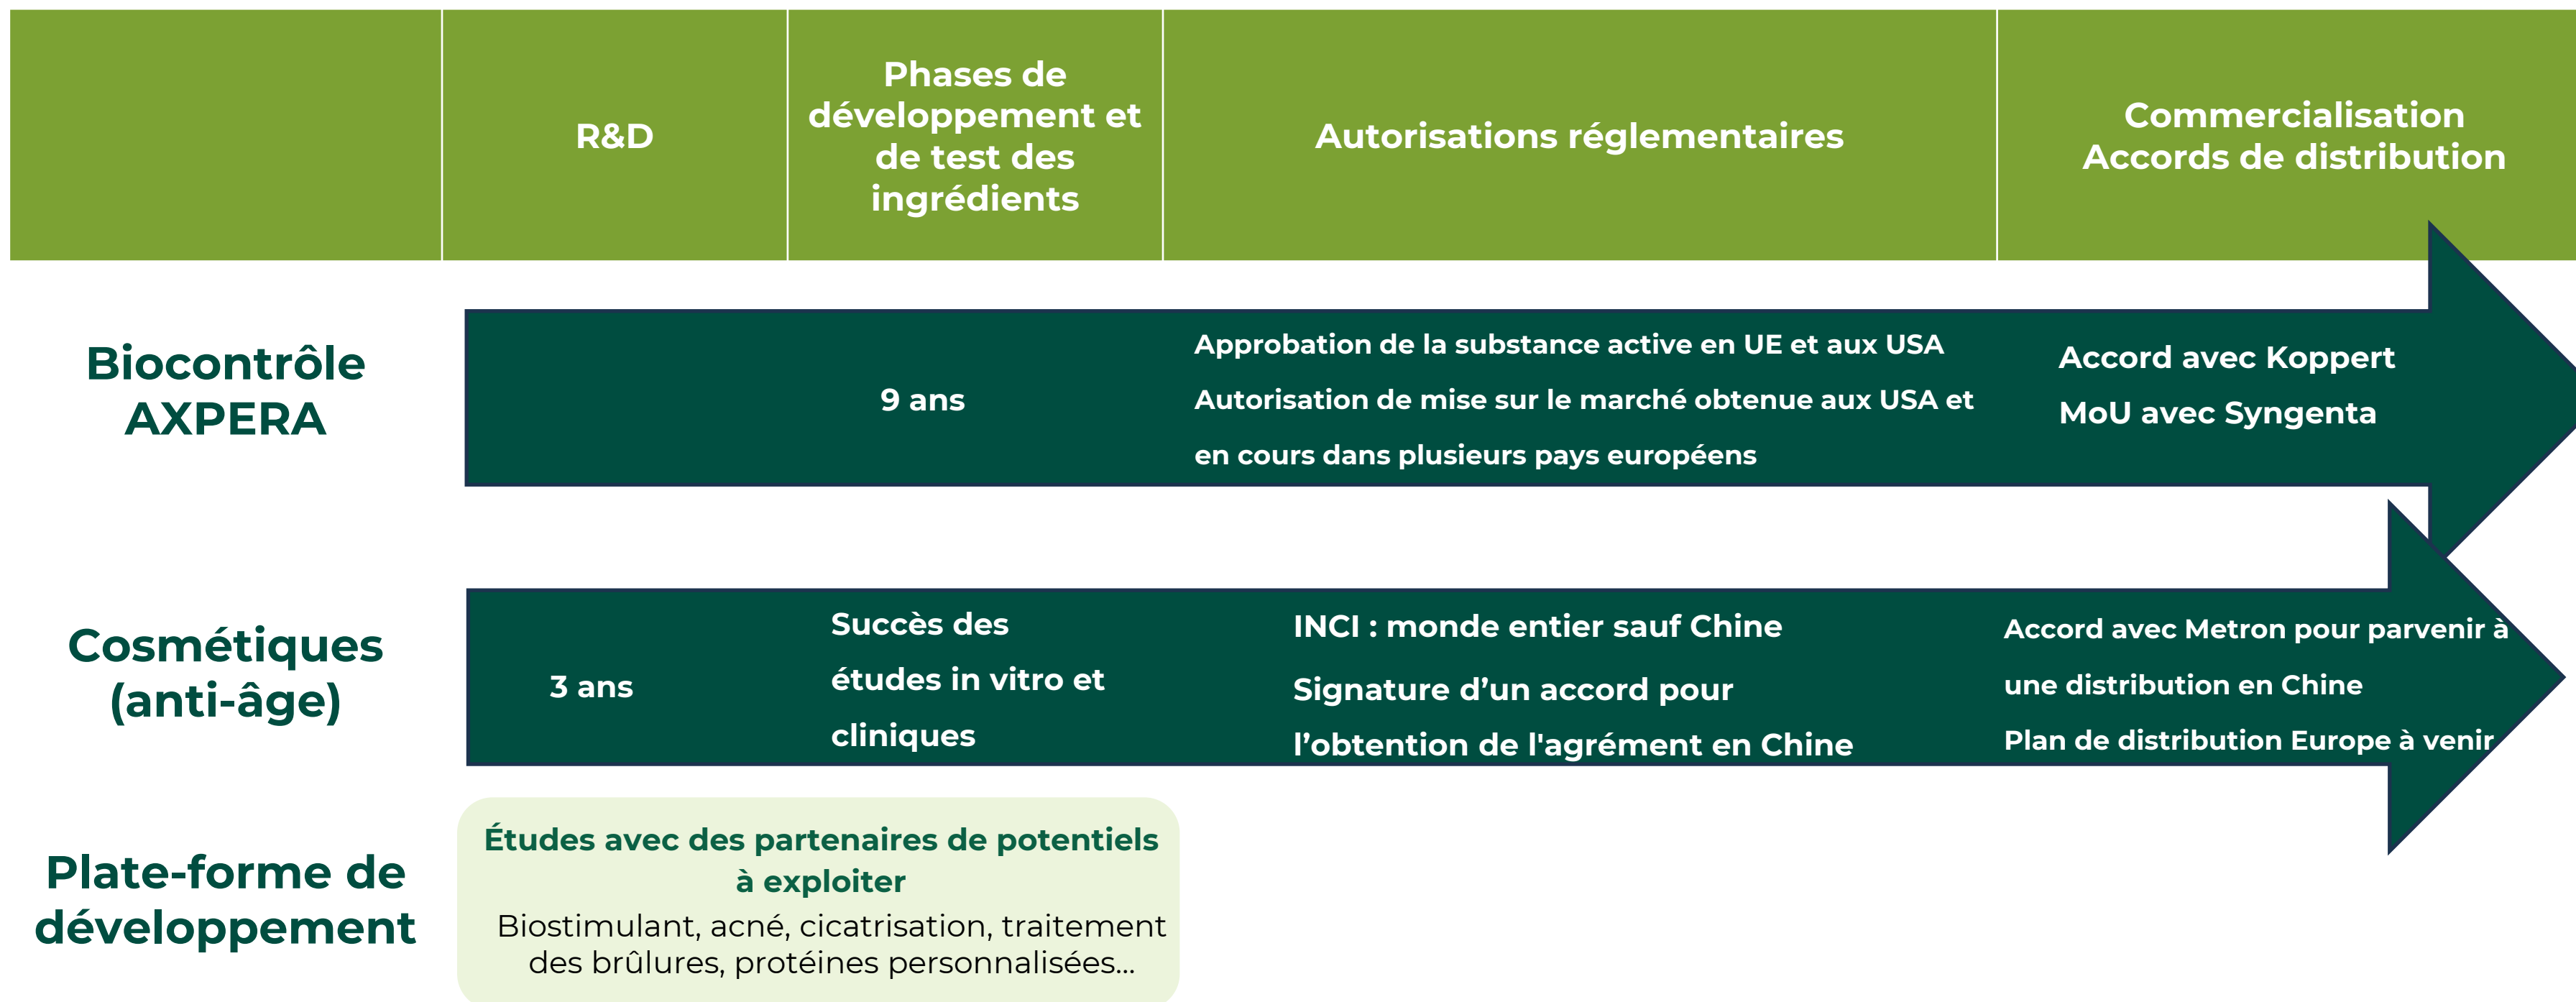 R&D
Phases de
développement et
de test des
ingrédients
Autorisations réglementaires
Commercialisation
Accords de distribution
Biocontrôle
AXPERA
9 ans
Approbation de la substance active en UE et aux USA
Autorisation de mise sur le marché obtenue aux USA et
en cours dans plusieurs pays européens
Accord avec Koppert
MoU avec Syngenta
Cosmétiques
(anti-âge)
3 ans
Succès des
études in vitro et
cliniques
INCI : monde entier sauf Chine
Signature d’un accord pour
l’obtention de l'agrément en Chine
Accord avec Metron pour parvenir à
une distribution en Chine
Plan de distribution Europe à venir
Plate-forme de
développement
Études avec des partenaires de potentiels
à exploiter
Biostimulant, acné, cicatrisation, traitement
des brûlures, protéines personnalisées...